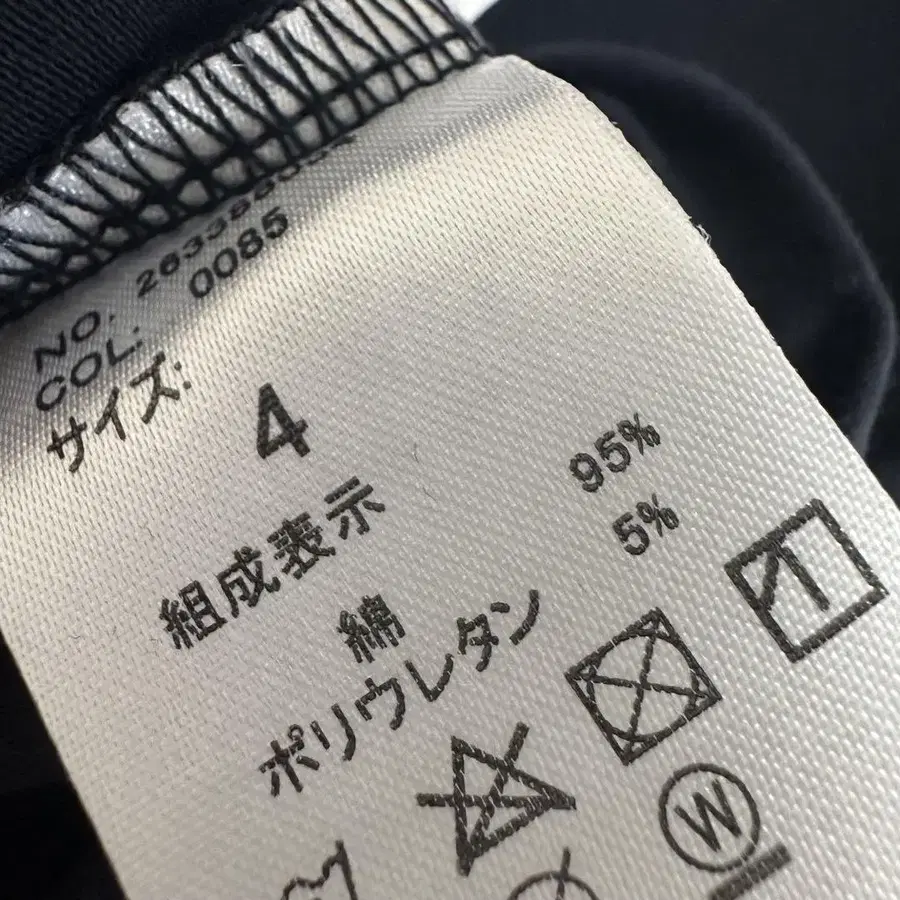 NO.
COL: 0085
サイズ: 4
組成表示
綿 95%
ポリウレタン 5%
W